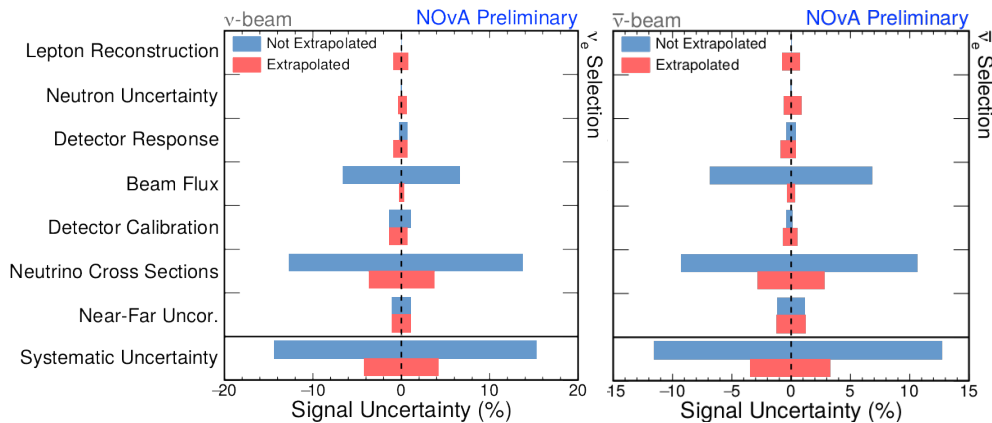 ν-beam NOvA Preliminary
Not Extrapolated
Extrapolated
Lepton Reconstruction
Neutron Uncertainty
Detector Response
Beam Flux
Detector Calibration
Neutrino Cross Sections
Near-Far Uncor.
Systematic Uncertainty
−20 −10 0 10 20
Signal Uncertainty (%)
νe Selection
ν̅-beam NOvA Preliminary
Not Extrapolated
Extrapolated
−15 −10 −5 0 5 10 15
Signal Uncertainty (%)
ν̅e Selection